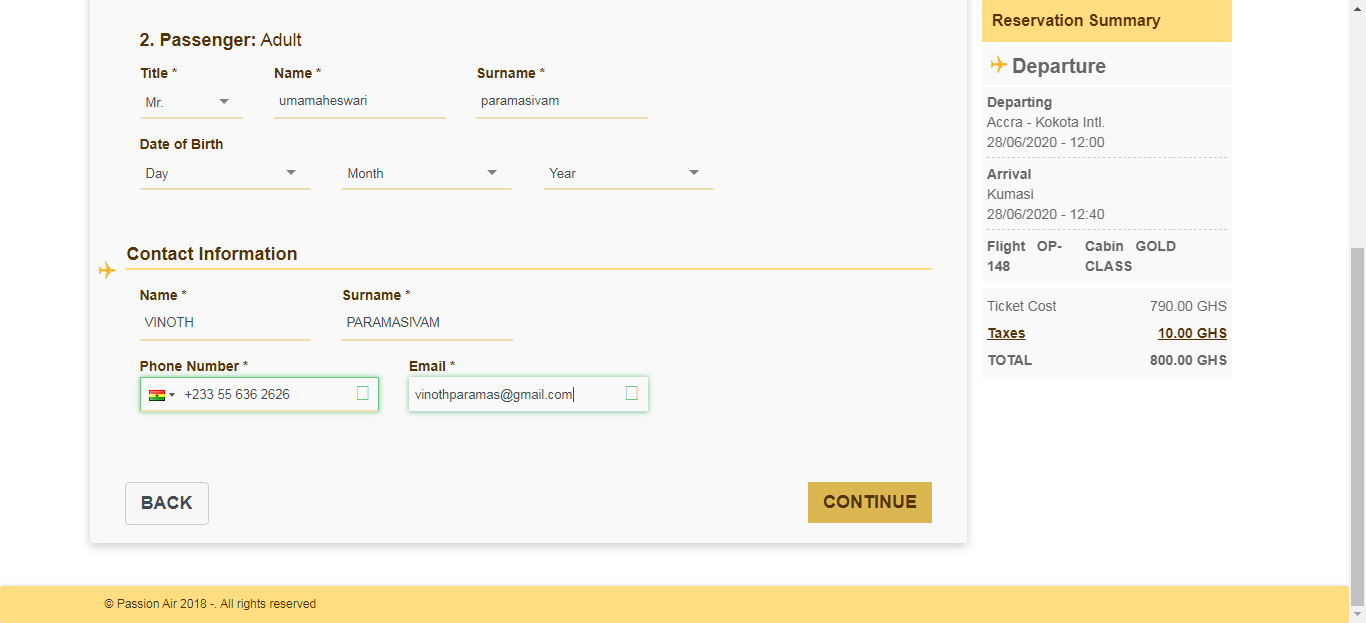 2. Passenger: Adult
Title * Name * Surname *
Mr. umamaheswari paramasivam
Date of Birth
Day Month Year
Contact Information
Name * Surname *
VINOTH PARAMASIVAM
Phone Number * Email *
+233 55 636 2626 vinothparamas@gmail.com
BACK CONTINUE
Reservation Summary
Departure
Departing
Accra - Kokota Intl.
28/06/2020 - 12:00
Arrival
Kumasi
28/06/2020 - 12:40
Flight OP- Cabin GOLD
148 CLASS
Ticket Cost 790.00 GHS
Taxes 10.00 GHS
TOTAL 800.00 GHS
© Passion Air 2018 -. All rights reserved